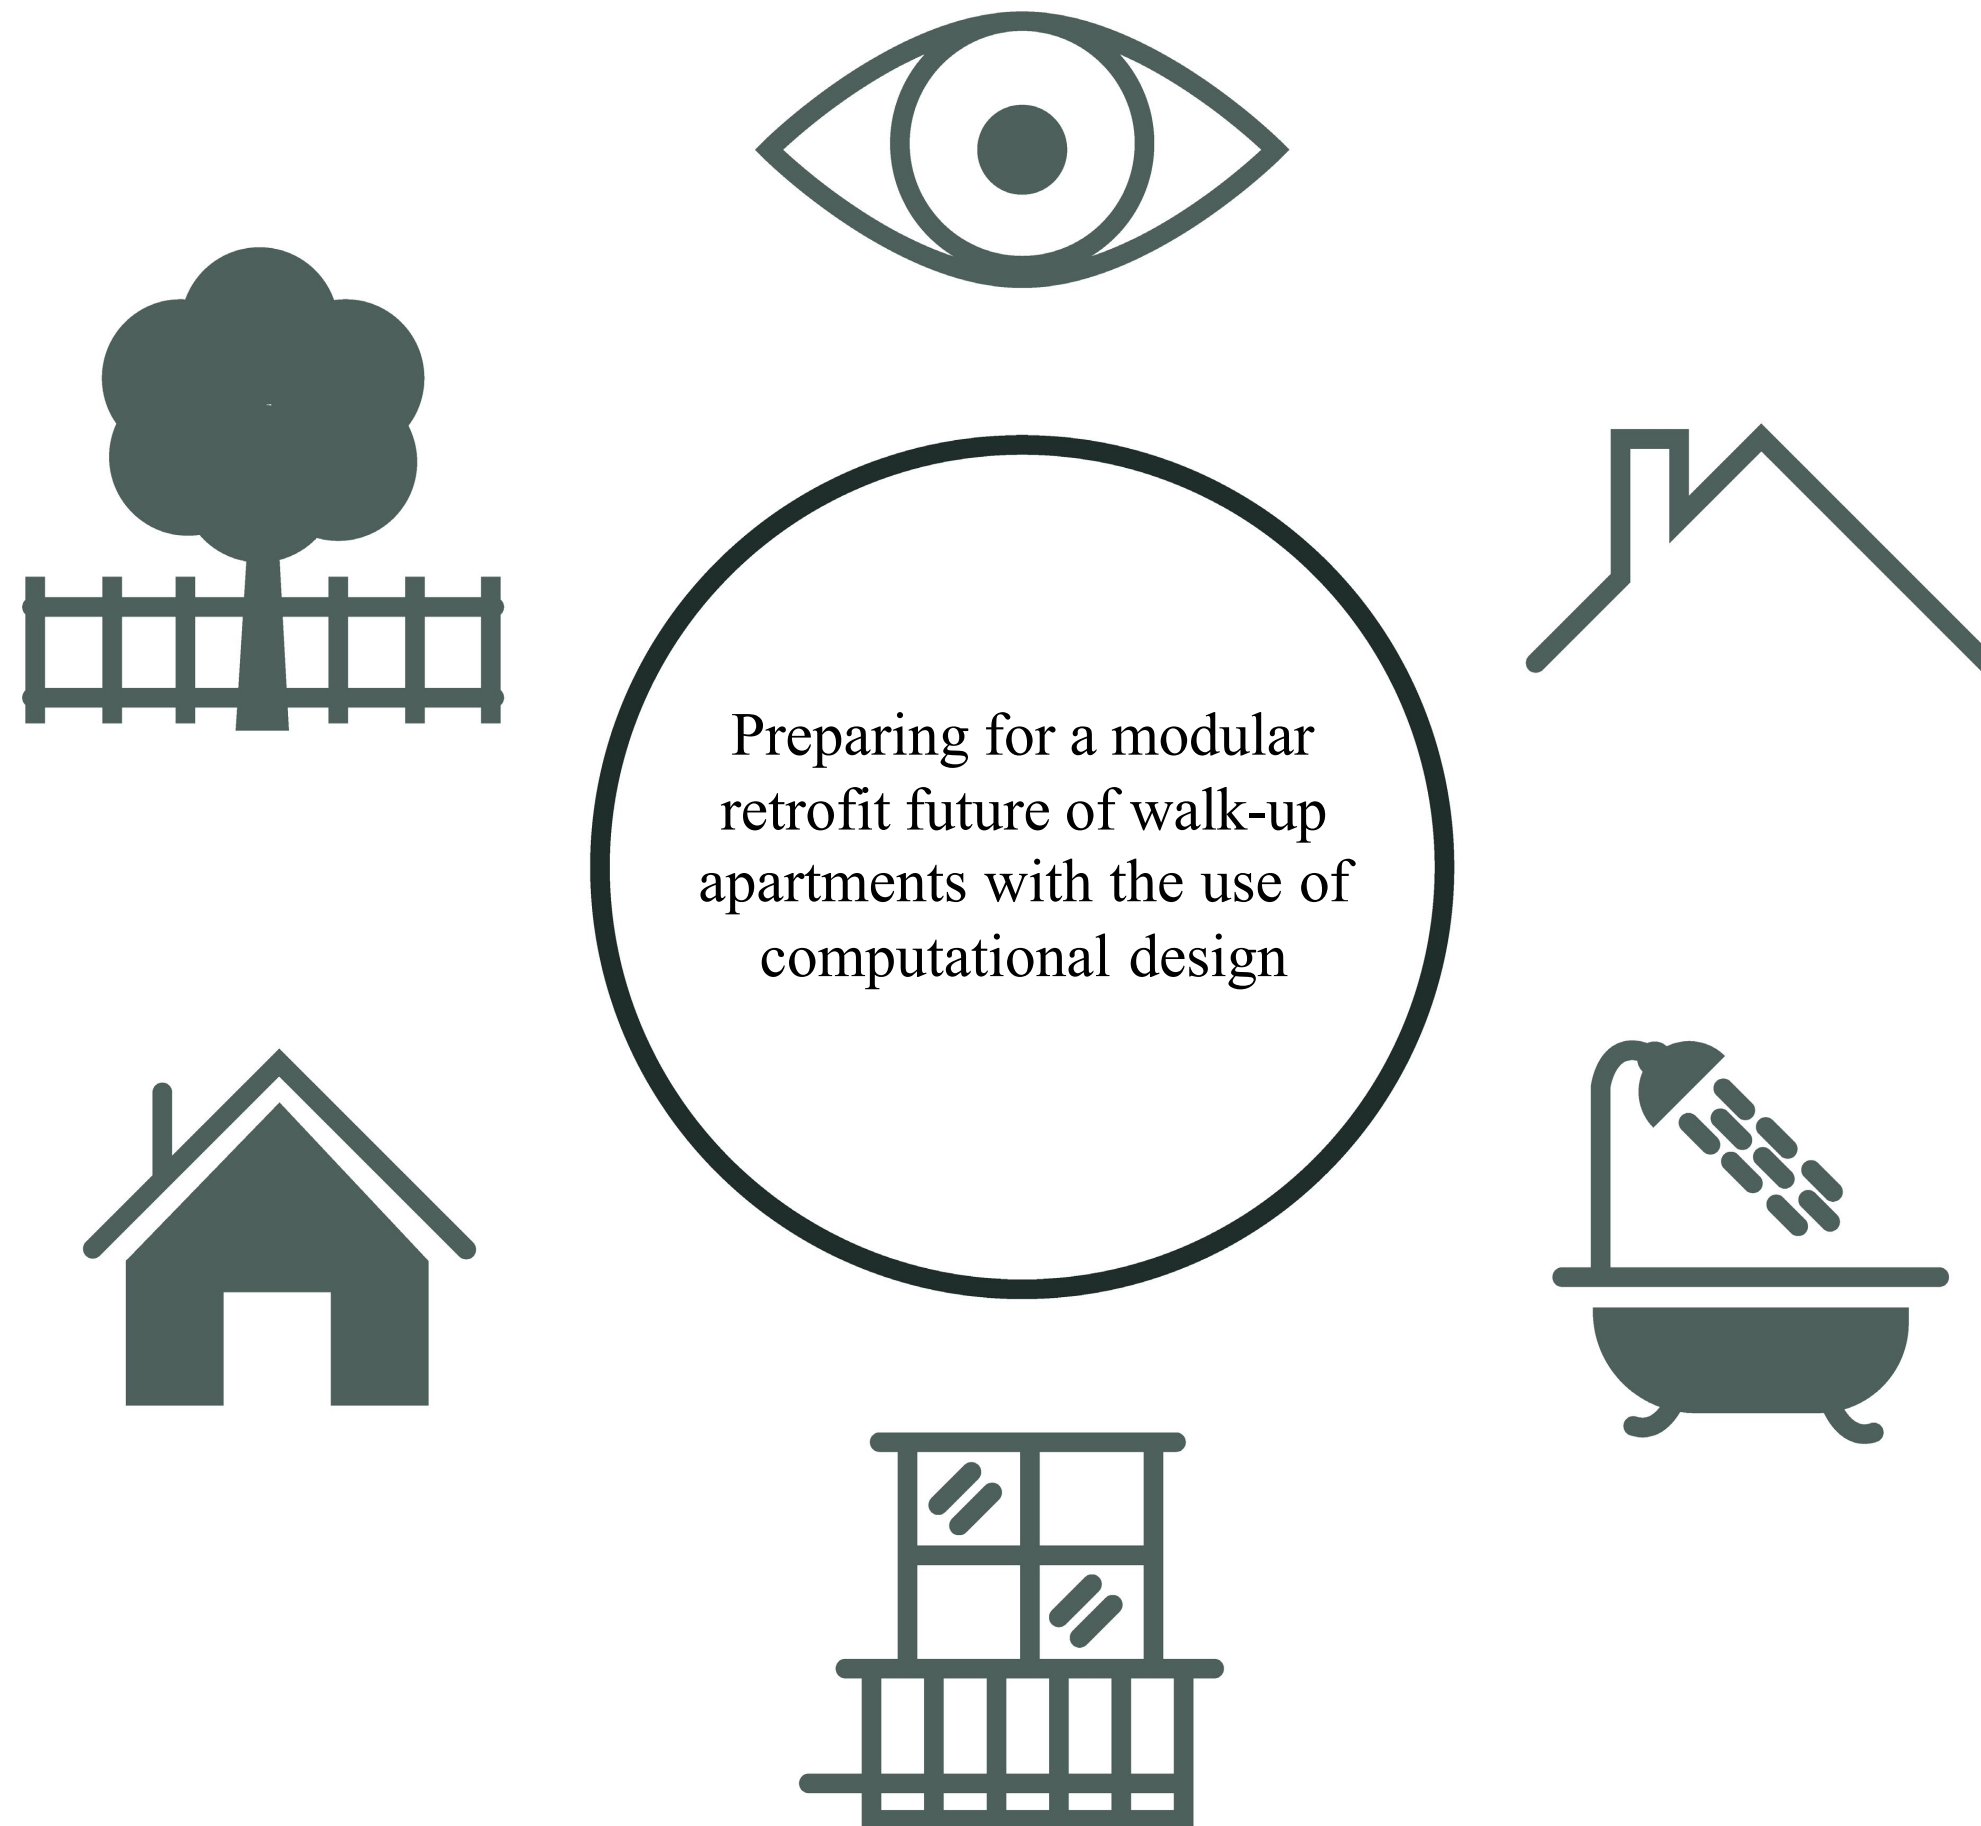 Preparing for a modular
retrofit future of walk-up
apartments with the use of
computational design